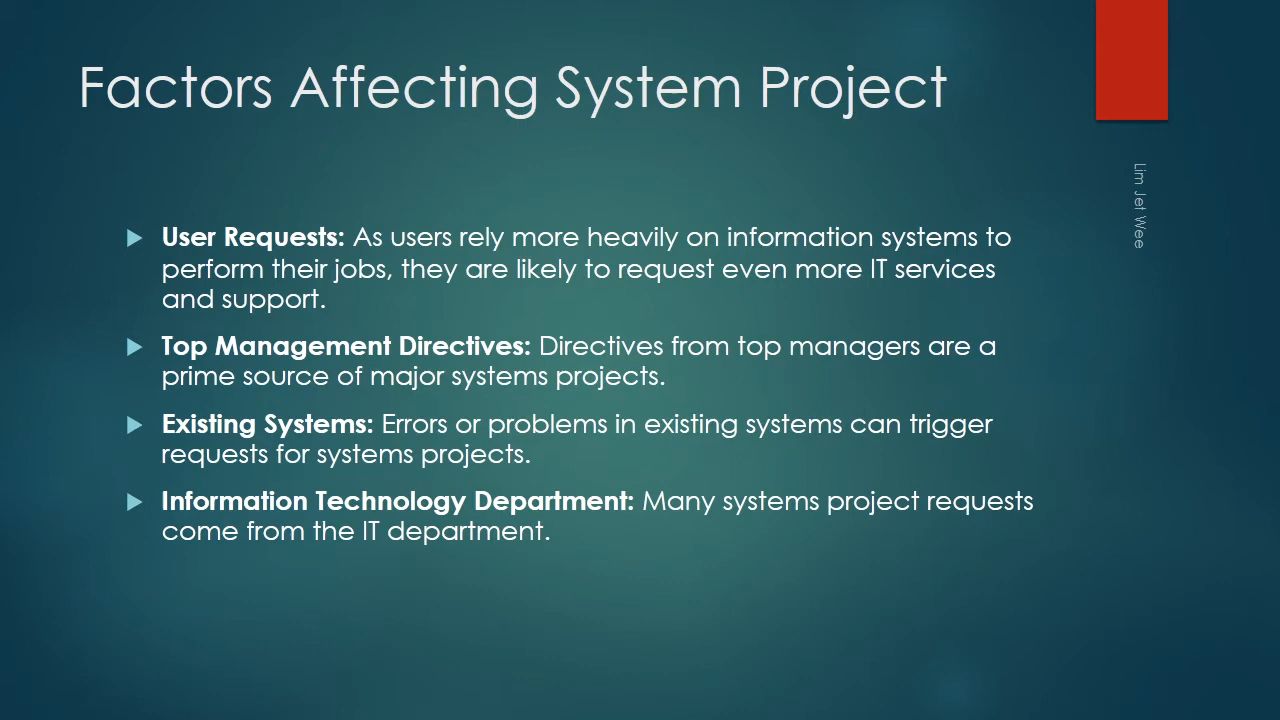 Factors Affecting System Project
Lim Jet Wee
User Requests: As users rely more heavily on information systems to
perform their jobs, they are likely to request even more IT services
and support.
Top Management Directives: Directives from top managers are a
prime source of major systems projects.
Existing Systems: Errors or problems in existing systems can trigger
requests for systems projects.
Information Technology Department: Many systems project requests
come from the IT department.